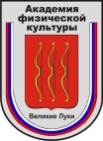 Академия
физической
культуры
Великие Луки